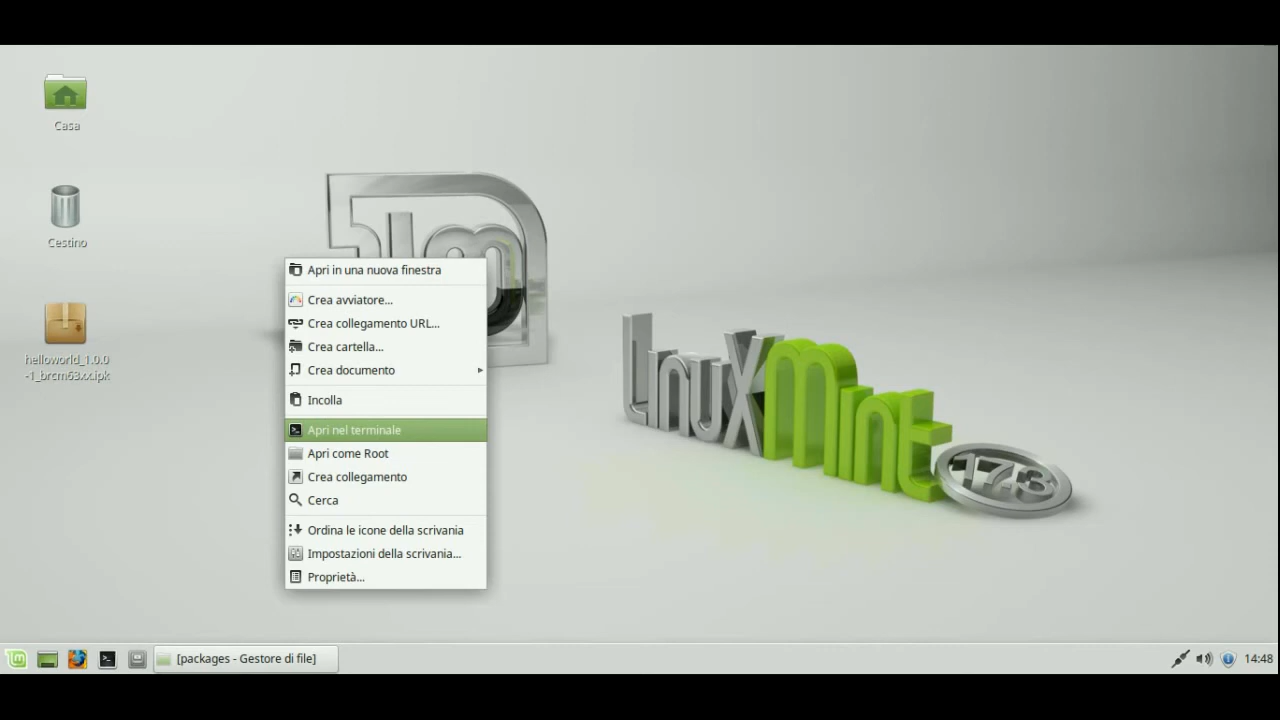 Casa
Cestino
helloworld_1.0.0
-1_brcm63xx.ipk
Apri in una nuova finestra
Crea avviatore...
Crea collegamento URL...
Crea cartella...
Crea documento
Incolla
Apri nel terminale
Apri come Root
Crea collegamento
Cerca
Ordina le icone della scrivania
Impostazioni della scrivania...
Proprietà...
LinuxMint
17.3
[packages - Gestore di file]
14:48